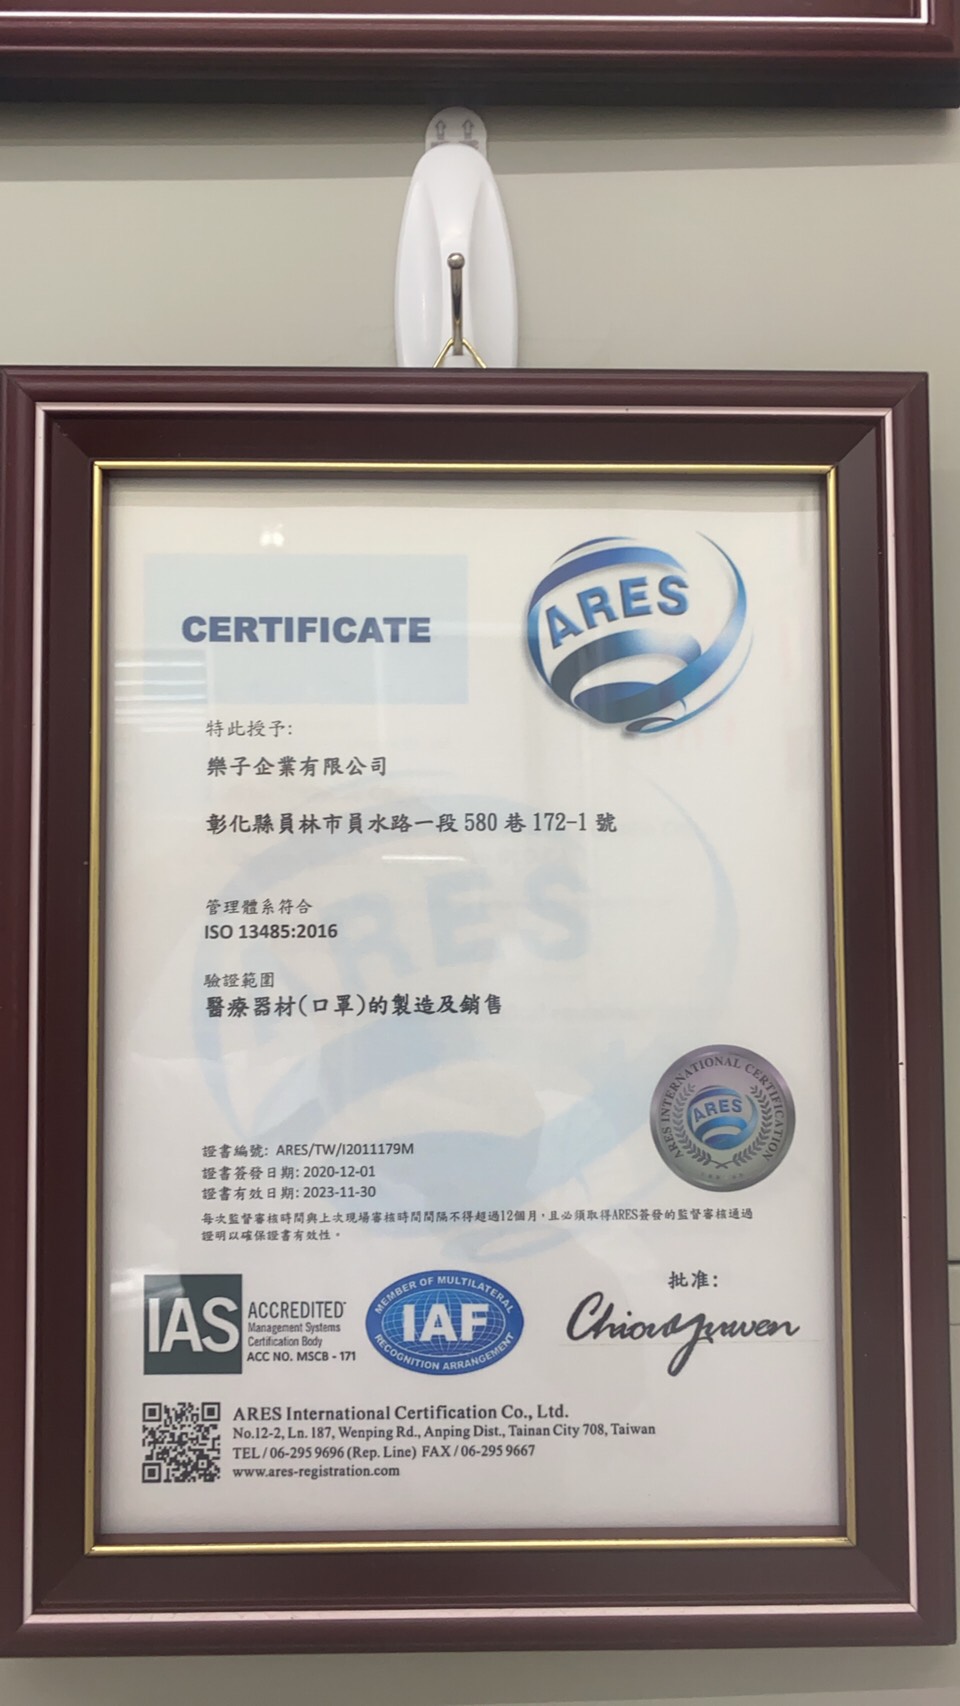 CERTIFICATE
ARES
特此授予:
樂子企業有限公司
彰化縣員林市員水路一段 580 巷 172-1 號
管理體系符合
ISO 13485:2016
驗證範圍
醫療器材(口罩)的製造及銷售
ARES INTERNATIONAL CERTIFICATION
ARES
證書編號: ARES/TW/I2011179M
證書簽發日期: 2020-12-01
證書有效日期: 2023-11-30
每次監督審核時間與上次現場審核時間間隔不得超過12個月，且必須取得ARES簽發的監督審核通過
證明以確保證書有效性。
批准:
IAS
ACCREDITED
Management Systems
Certification Body
ACC NO. MSCB - 171
MEMBER OF MULTILATERAL
IAF
RECOGNITION ARRANGEMENT
ARES International Certification Co., Ltd.
No.12-2, Ln. 187, Wenping Rd., Anping Dist., Tainan City 708, Taiwan
TEL / 06-295 9696 (Rep. Line) FAX / 06-295 9667
www.ares-registration.com